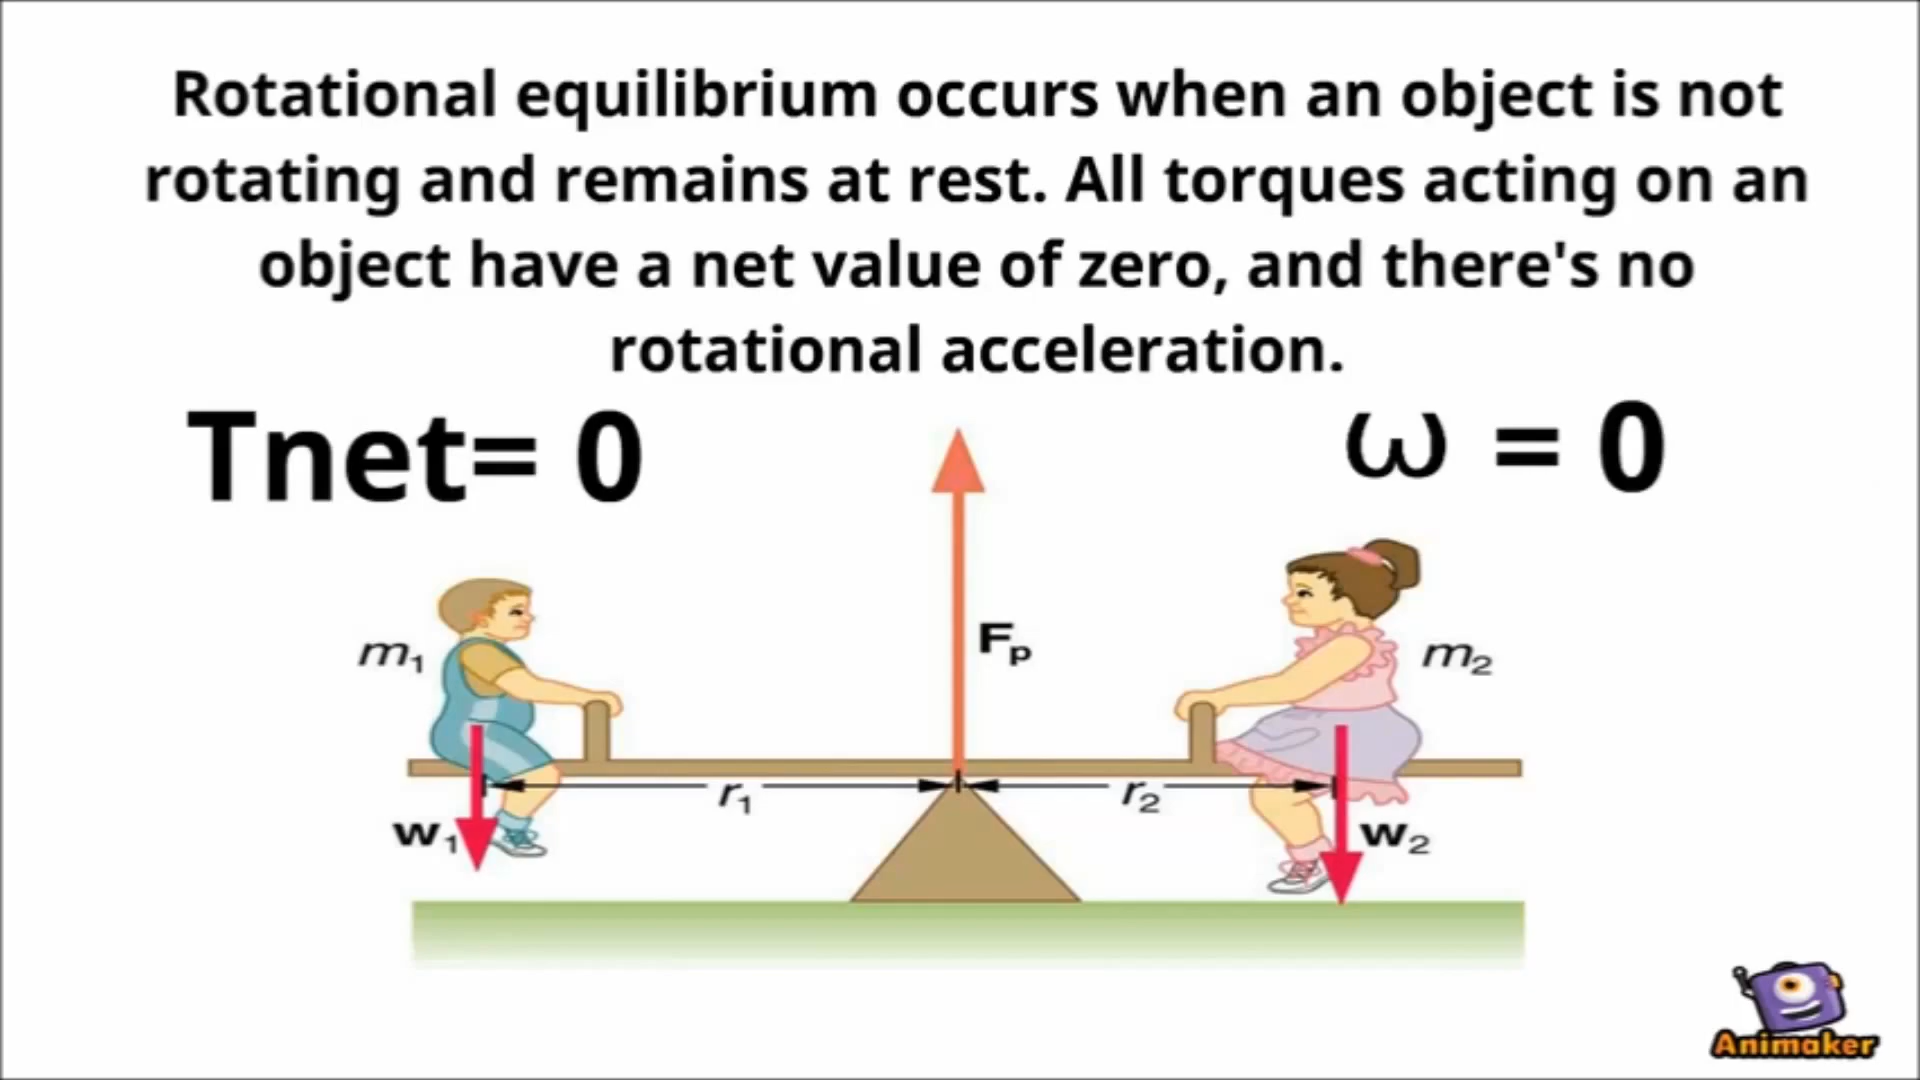 Rotational equilibrium occurs when an object is not
rotating and remains at rest. All torques acting on an
object have a net value of zero, and there's no
rotational acceleration.
Tnet= 0
ω = 0
m₁
Fₚ
m₂
r₁
r₂
w₁
w₂
Animaker